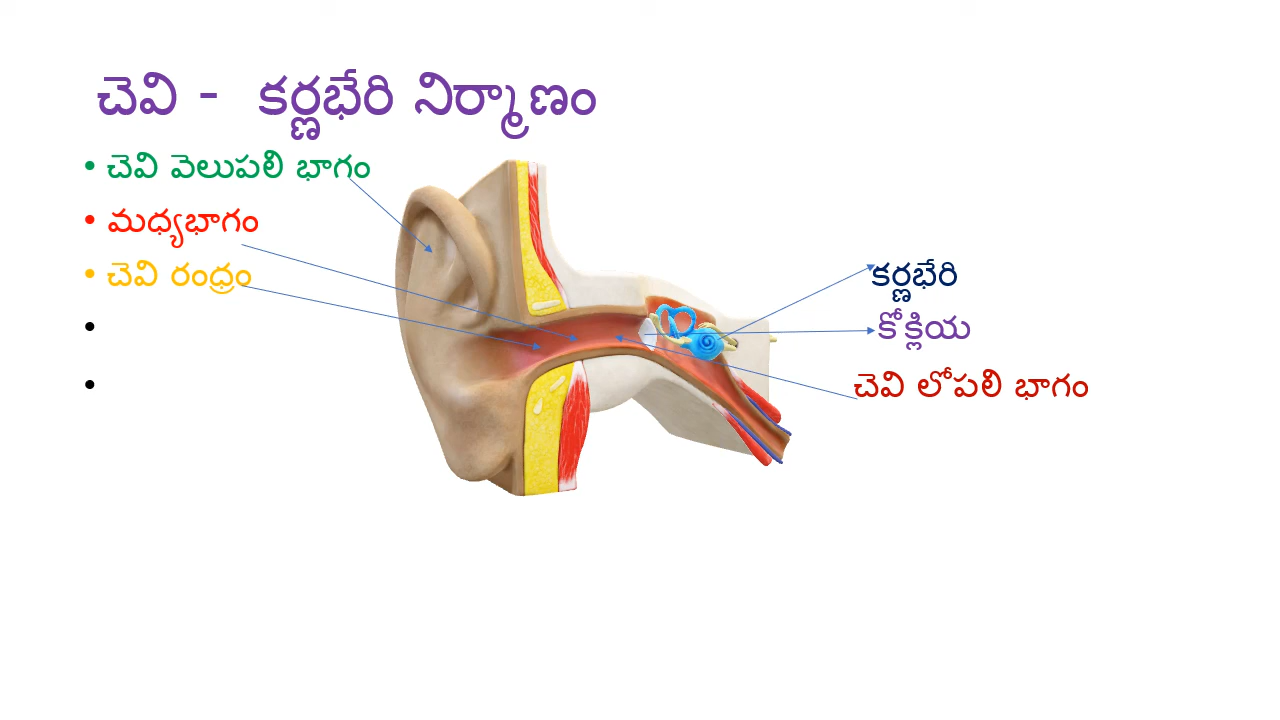 చెవి - కర్ణభేరి నిర్మాణం
• చెవి వెలుపలి భాగం
• మధ్యభాగం
• చెవి రంధ్రం
•
•
కర్ణభేరి
కోక్లియ
చెవి లోపలి భాగం